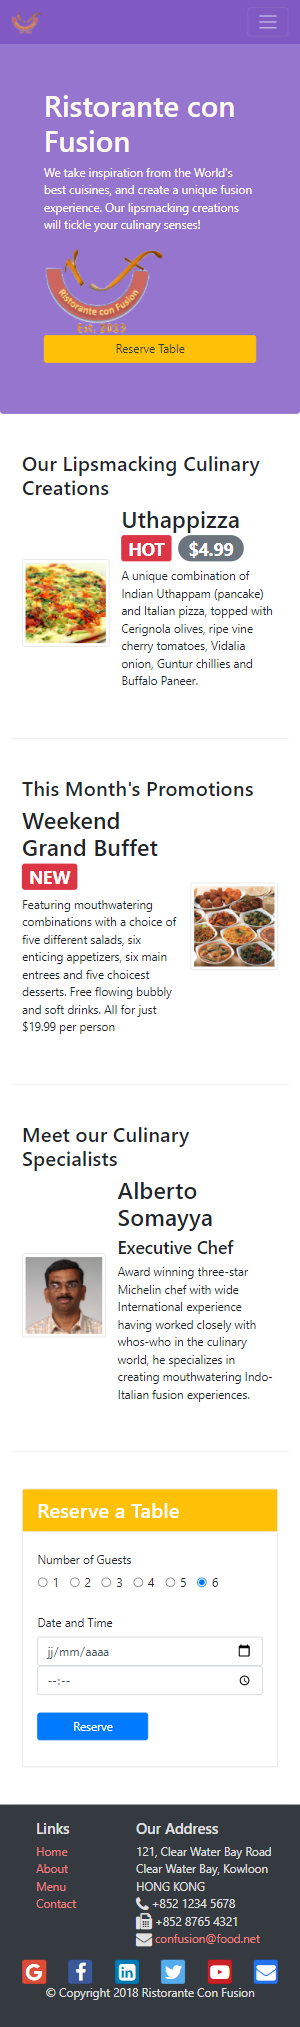 Ristorante con
Fusion
We take inspiration from the World's
best cuisines, and create a unique fusion
experience. Our lipsmacking creations
will tickle your culinary senses!
Ristorante con Fusion
Est. 2017
Reserve Table
Our Lipsmacking Culinary
Creations
Uthappizza
HOT $4.99
A unique combination of
Indian Uthappam (pancake)
and Italian pizza, topped with
Cerignola olives, ripe vine
cherry tomatoes, Vidalia
onion, Guntur chillies and
Buffalo Paneer.
This Month's Promotions
Weekend
Grand Buffet
NEW
Featuring mouthwatering
combinations with a choice of
five different salads, six
enticing appetizers, six main
entrees and five choicest
desserts. Free flowing bubbly
and soft drinks. All for just
$19.99 per person
Meet our Culinary
Specialists
Alberto
Somayya
Executive Chef
Award winning three-star
Michelin chef with wide
International experience
having worked closely with
whos-who in the culinary
world, he specializes in
creating mouthwatering Indo-
Italian fusion experiences.
Reserve a Table
Number of Guests
1 2 3 4 5 6
Date and Time
jj/mm/aaaa
--:--
Reserve
Links
Home
About
Menu
Contact
Our Address
121, Clear Water Bay Road
Clear Water Bay, Kowloon
HONG KONG
+852 1234 5678
+852 8765 4321
confusion@food.net
© Copyright 2018 Ristorante Con Fusion